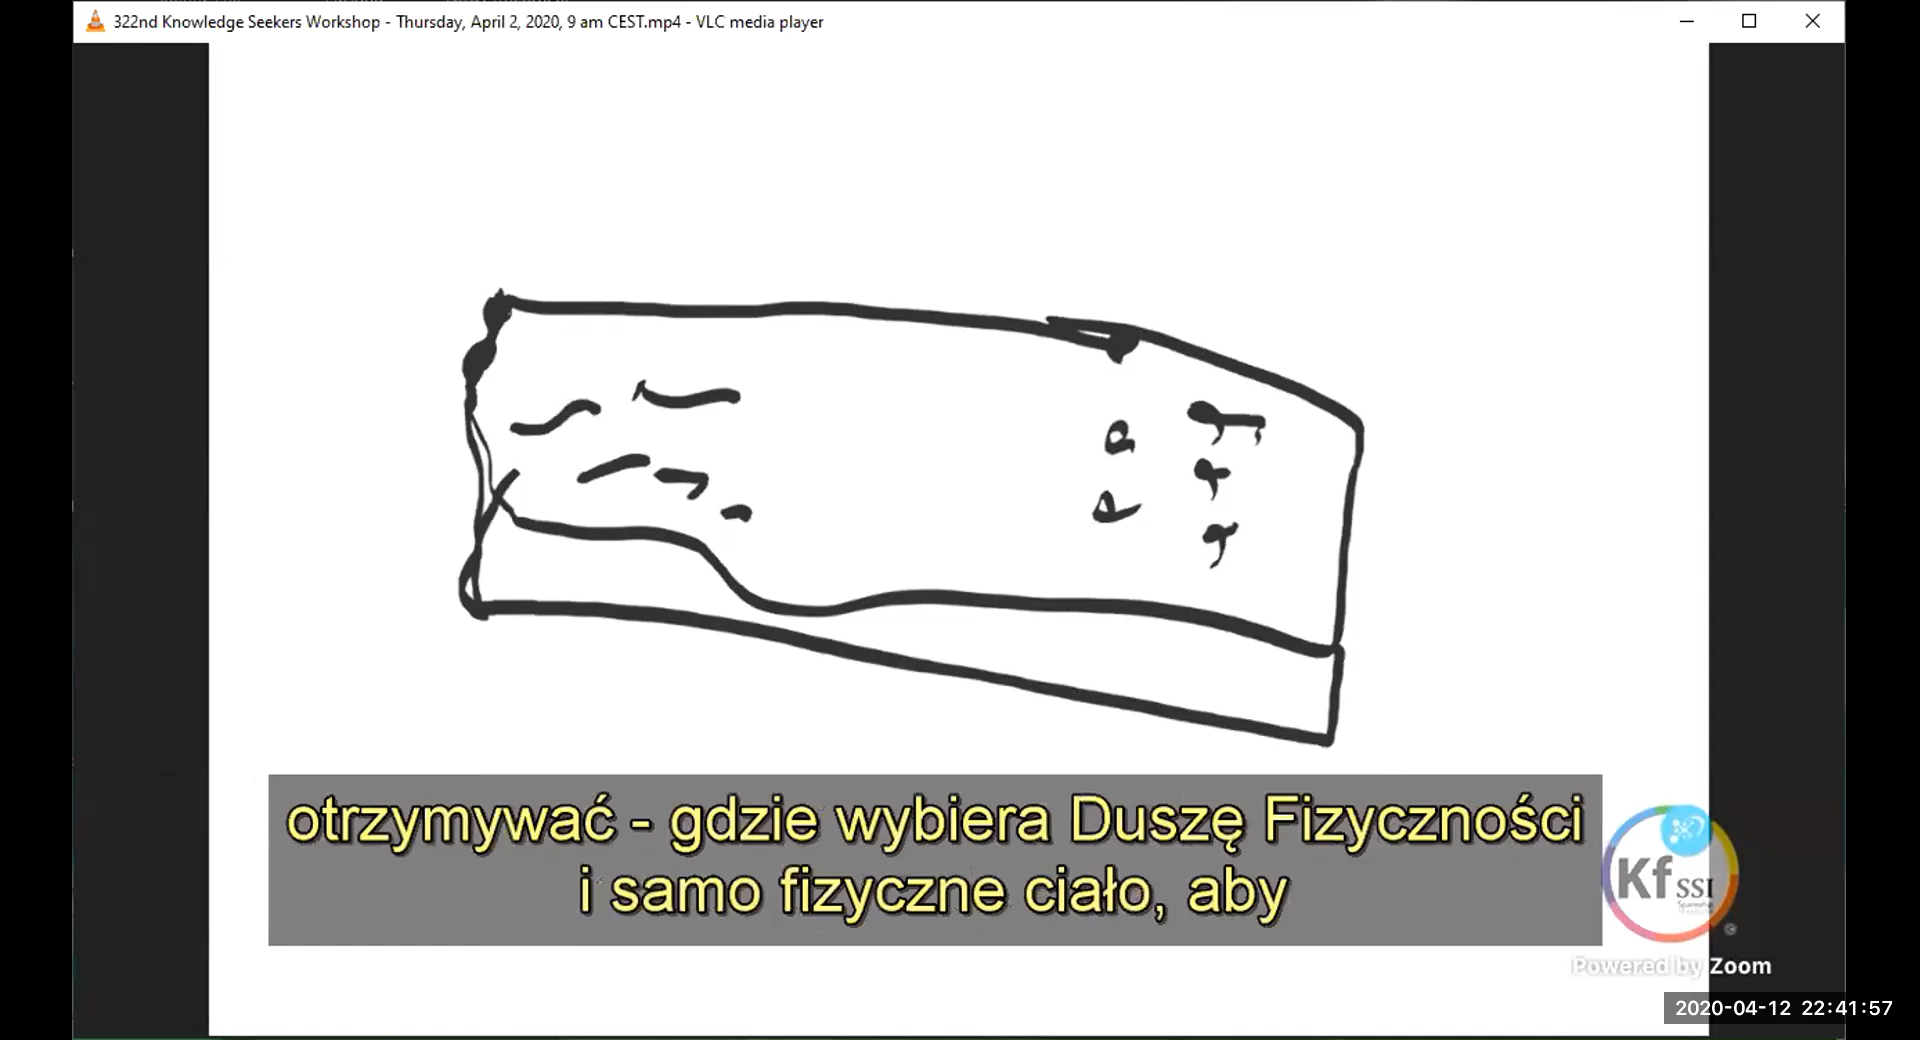 322nd Knowledge Seekers Workshop - Thursday, April 2, 2020, 9 am CEST.mp4 - VLC media player
otrzymywać - gdzie wybiera Duszę Fizyczności
i samo fizyczne ciało, aby
Kf SSI
Powered by Zoom
2020-04-12 22:41:57